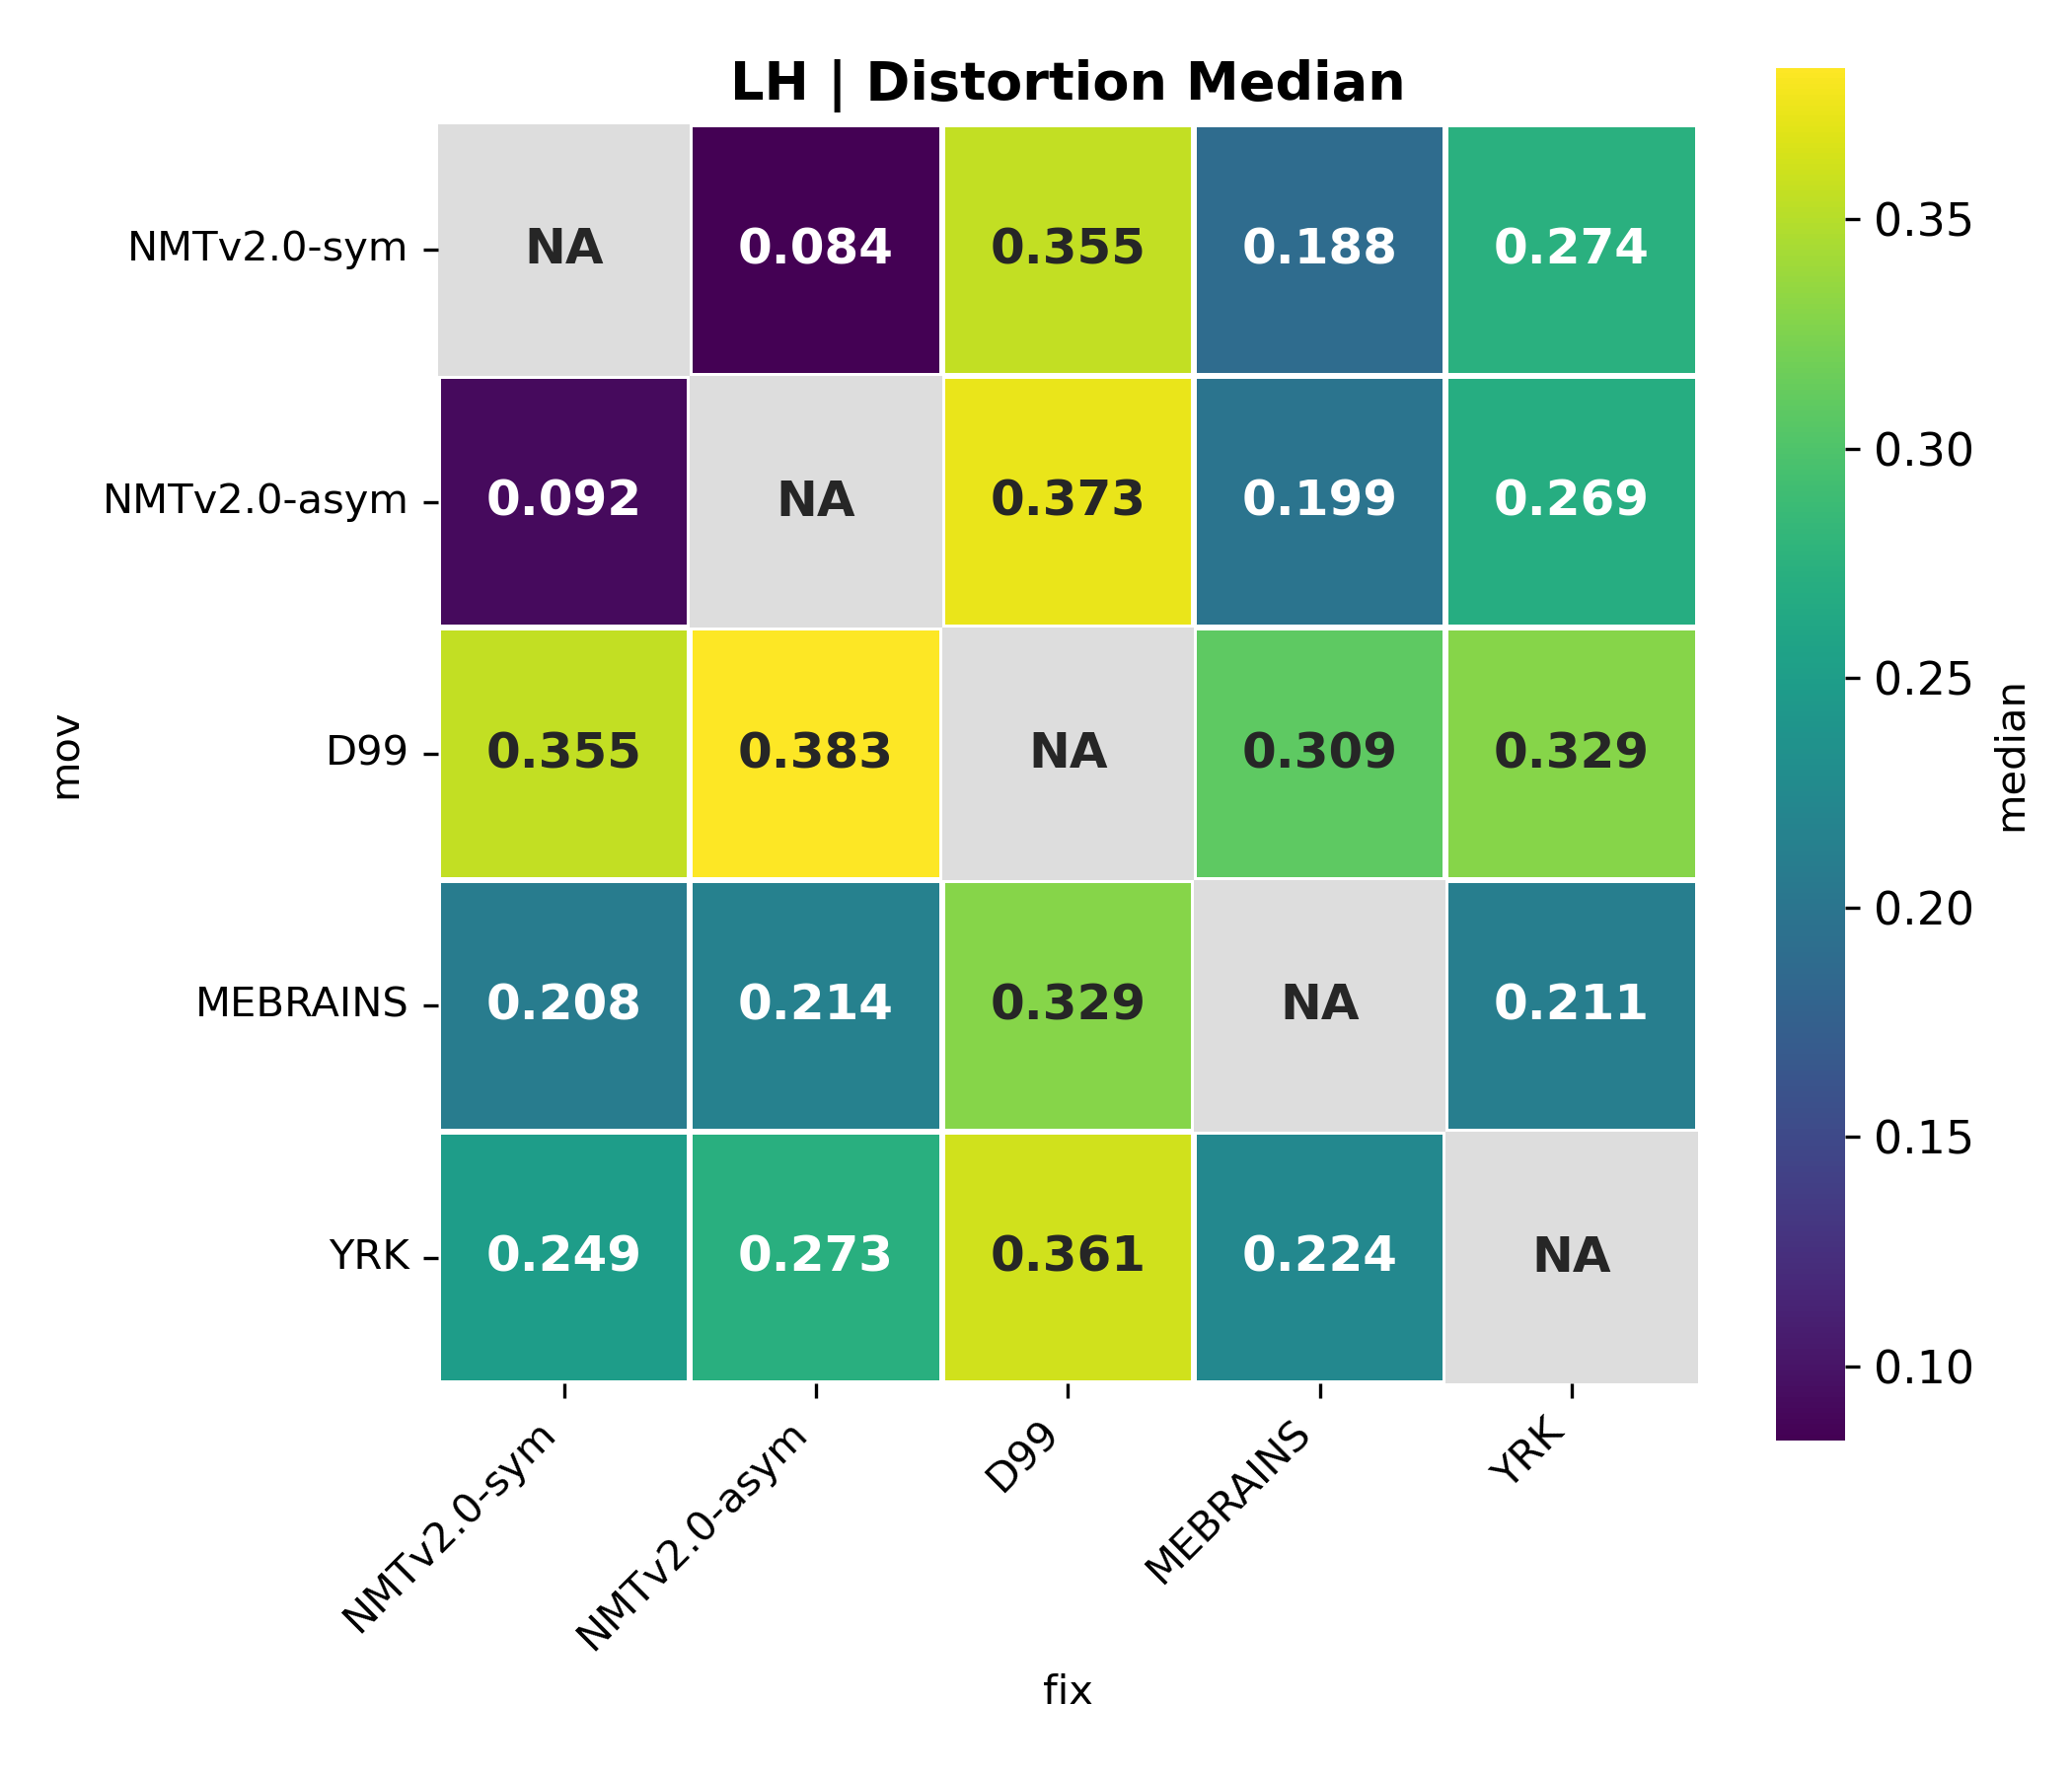 LH | Distortion Median
NMTv2.0-sym NA 0.084 0.355 0.188 0.274
NMTv2.0-asym 0.092 NA 0.373 0.199 0.269
D99 0.355 0.383 NA 0.309 0.329
MEBRAINS 0.208 0.214 0.329 NA 0.211
YRK 0.249 0.273 0.361 0.224 NA
mov
NMTv2.0-sym NMTv2.0-asym D99 MEBRAINS YRK
fix
0.35
0.30
0.25
0.20
0.15
0.10
median